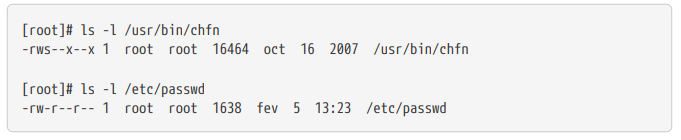 [root]# ls -l /usr/bin/chfn
-rws--x--x 1 root root 16464 oct 16 2007 /usr/bin/chfn
[root]# ls -l /etc/passwd
-rw-r--r-- 1 root root 1638 fev 5 13:23 /etc/passwd